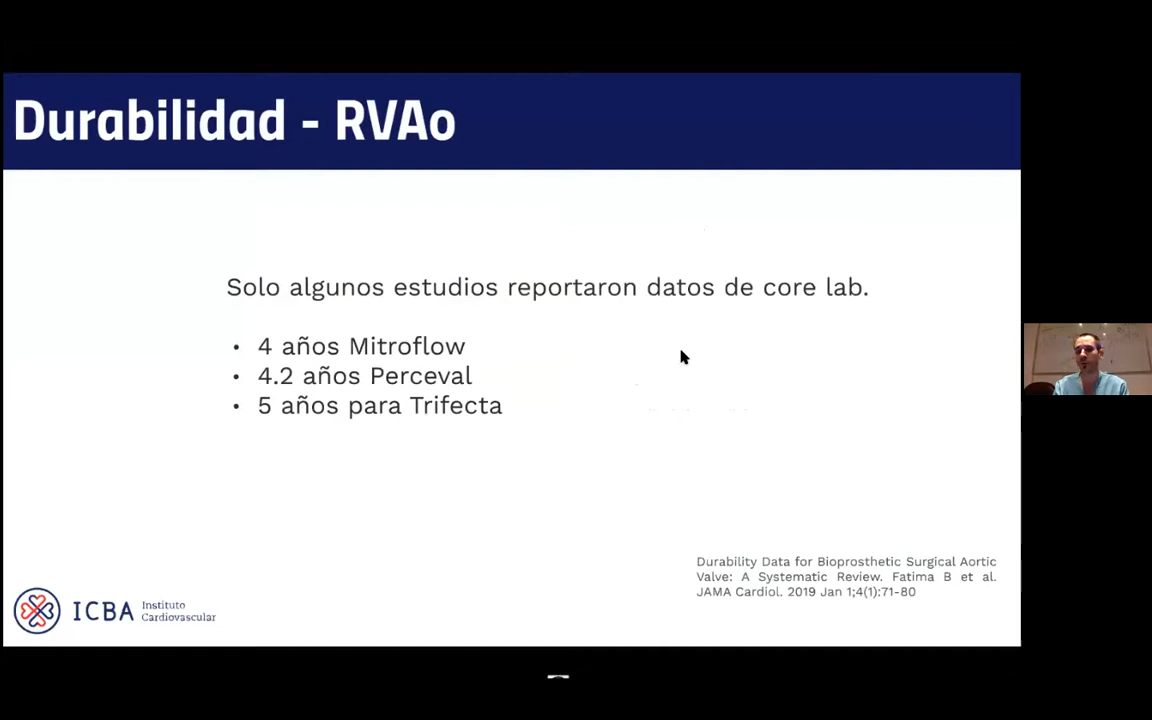 Durabilidad - RVAo
Solo algunos estudios reportaron datos de core lab.
• 4 años Mitroflow
• 4.2 años Perceval
• 5 años para Trifecta
Durability Data for Bioprosthetic Surgical Aortic
Valve: A Systematic Review. Fatima B et al.
JAMA Cardiol. 2019 Jan 1;4(1):71-80
ICBA
Instituto
Cardiovascular